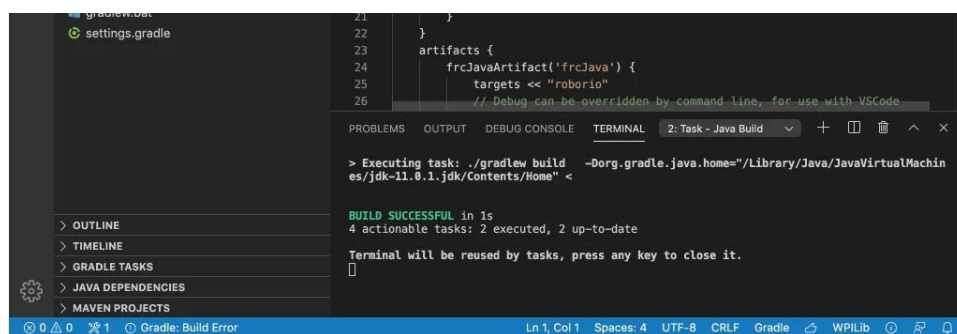 gradlew.bat
settings.gradle
OUTLINE
TIMELINE
GRADLE TASKS
JAVA DEPENDENCIES
MAVEN PROJECTS
21 }
22 }
23 artifacts {
24 frcJavaArtifact('frcJava') {
25 targets << "roborio"
26 // Debug can be overridden by command line, for use with VSCode
PROBLEMS OUTPUT DEBUG CONSOLE TERMINAL 2: Task - Java Build
> Executing task: ./gradlew build -Dorg.gradle.java.home="/Library/Java/JavaVirtualMachin
es/jdk-11.0.1.jdk/Contents/Home" <
BUILD SUCCESSFUL in 1s
4 actionable tasks: 2 executed, 2 up-to-date
Terminal will be reused by tasks, press any key to close it.
0 0 1 Gradle: Build Error Ln 1, Col 1 Spaces: 4 UTF-8 CRLF Gradle WPILib